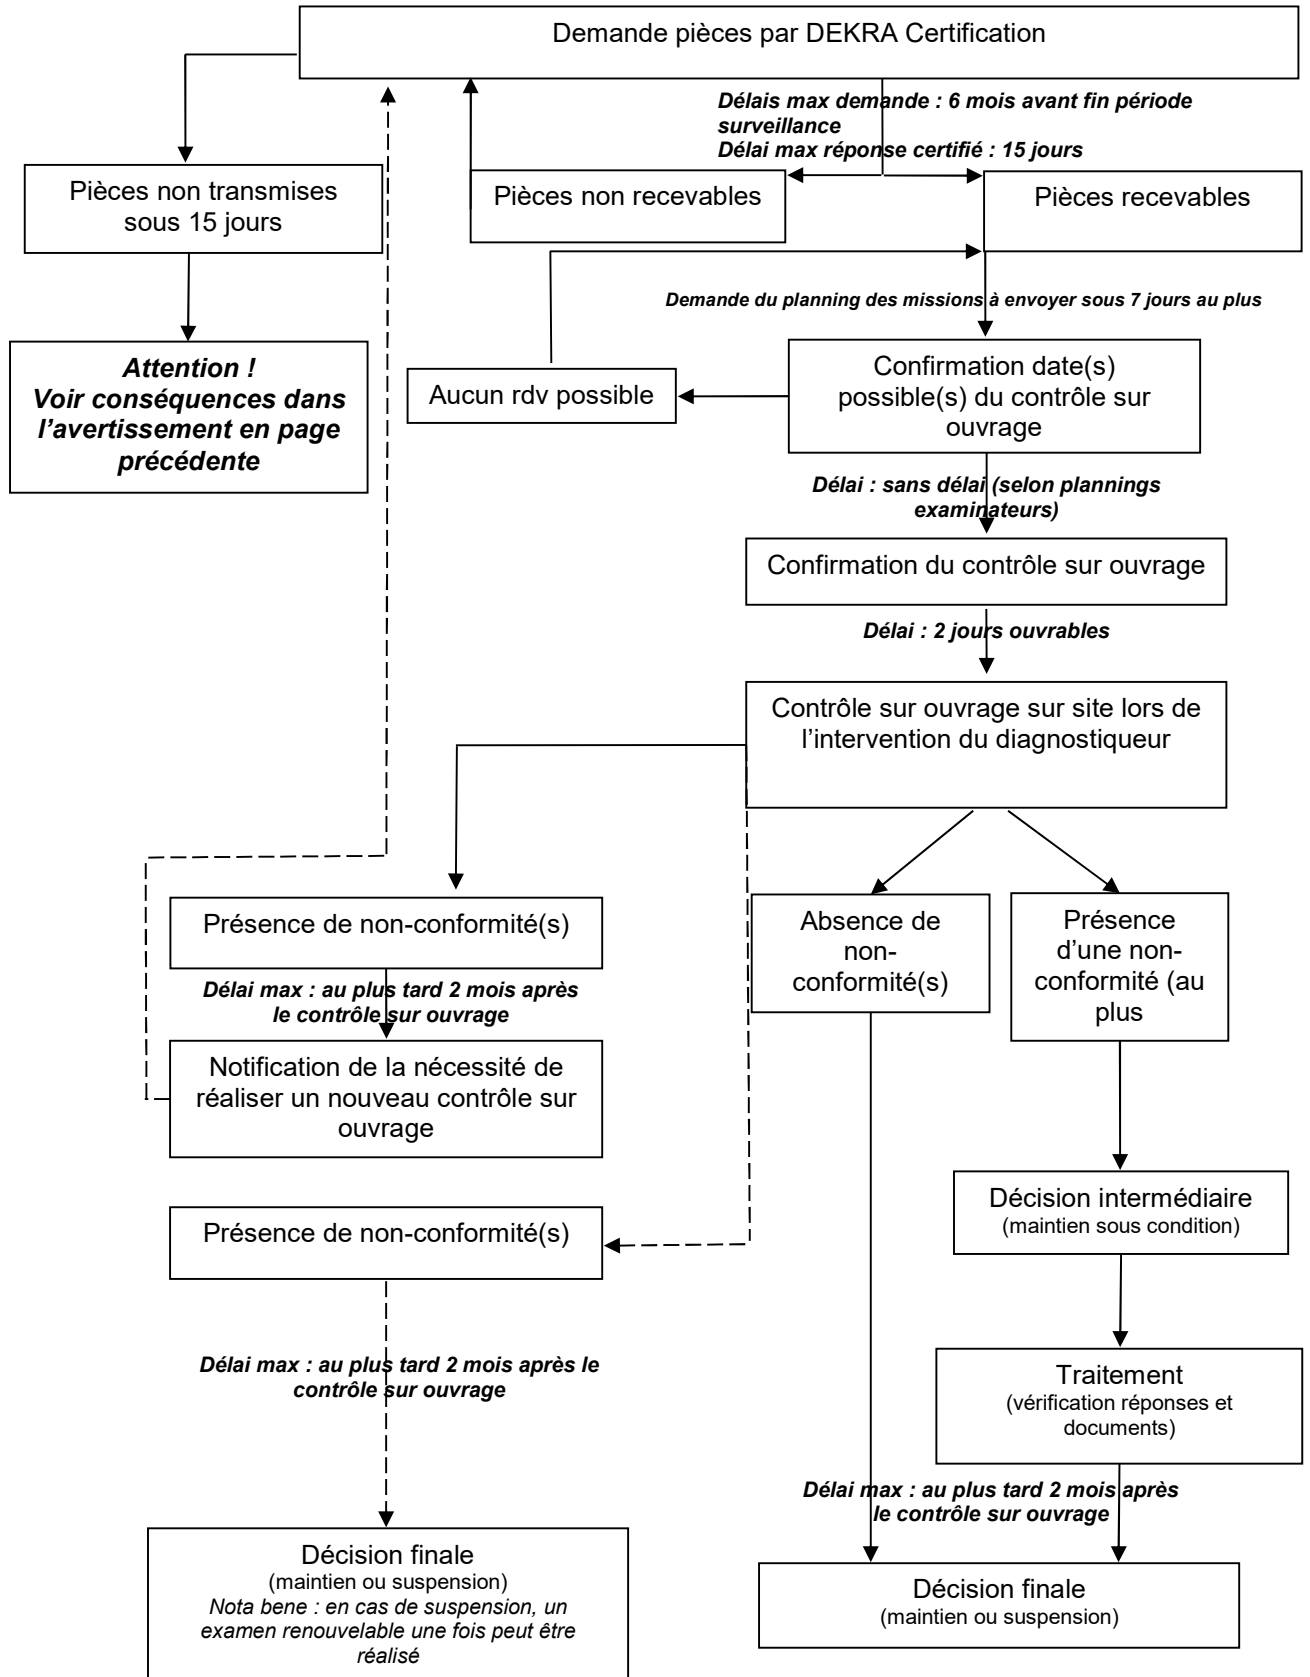 Demande pièces par DEKRA Certification
Délais max demande : 6 mois avant fin période
surveillance
Délai max réponse certifié : 15 jours
Pièces non transmises
sous 15 jours
Pièces non recevables
Pièces recevables
Demande du planning des missions à envoyer sous 7 jours au plus
Attention !
Voir conséquences dans
l'avertissement en page
précédente
Aucun rdv possible
Confirmation date(s)
possible(s) du contrôle sur
ouvrage
Délai : sans délai (selon plannings
examinateurs)
Confirmation du contrôle sur ouvrage
Délai : 2 jours ouvrables
Contrôle sur ouvrage sur site lors de
l'intervention du diagnostiqueur
Présence de non-conformité(s)
Délai max : au plus tard 2 mois après
le contrôle sur ouvrage
Notification de la nécessité de
réaliser un nouveau contrôle sur
ouvrage
Absence de
non-
conformité(s)
Présence
d'une non-
conformité (au
plus
Présence de non-conformité(s)
Décision intermédiaire
(maintien sous condition)
Délai max : au plus tard 2 mois après le
contrôle sur ouvrage
Traitement
(vérification réponses et
documents)
Délai max : au plus tard 2 mois après
le contrôle sur ouvrage
Décision finale
(maintien ou suspension)
Nota bene : en cas de suspension, un
examen renouvelable une fois peut être
réalisé
Décision finale
(maintien ou suspension)